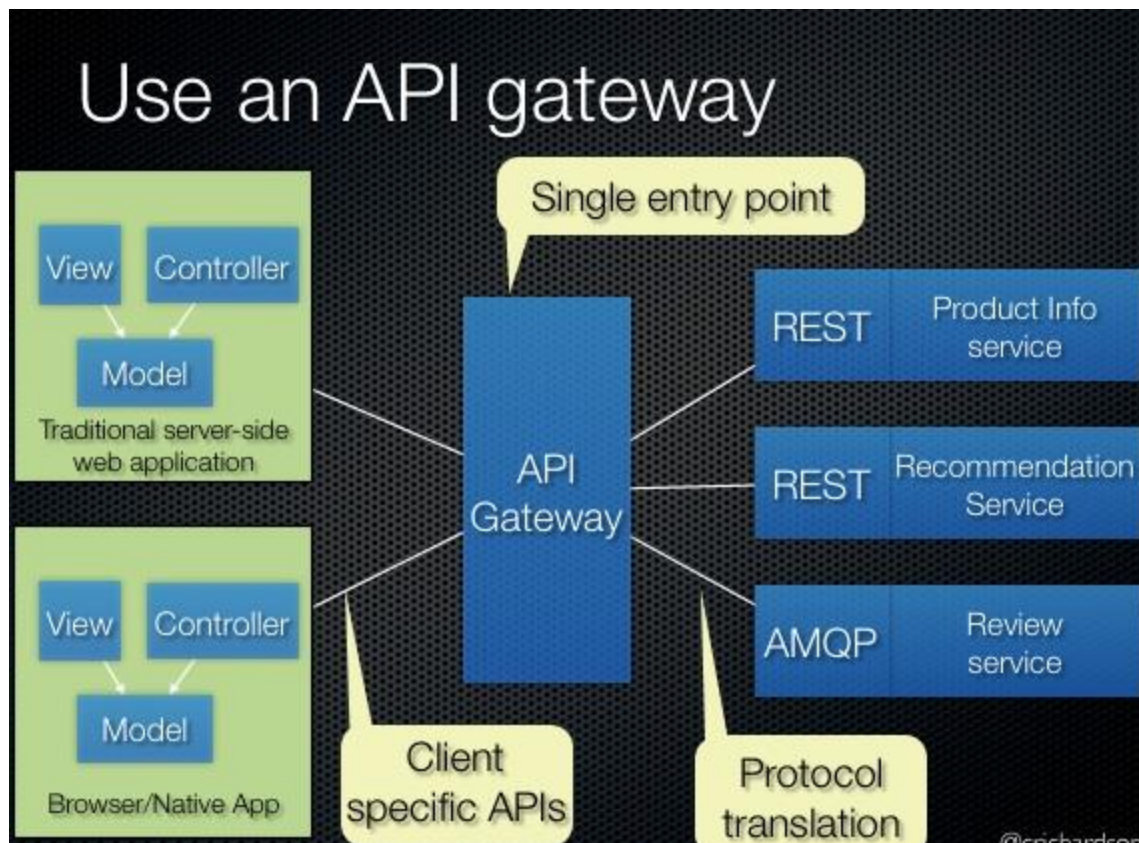 Use an API gateway
Single entry point
View
Controller
Model
Traditional server-side
web application
API
Gateway
REST
Product Info
service
REST
Recommendation
Service
View
Controller
Model
Browser/Native App
AMQP
Review
service
Client
specific APIs
Protocol
translation